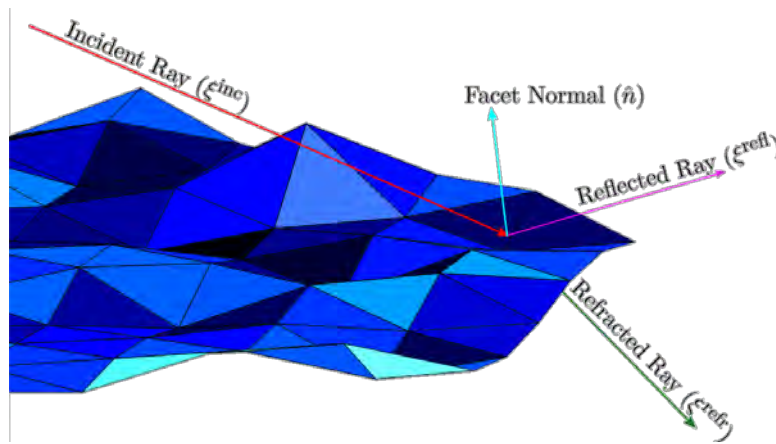 Incident Ray (ξ^inc)
Facet Normal (n̂)
Reflected Ray (ξ^refl)
Refracted Ray (ξ^refr)